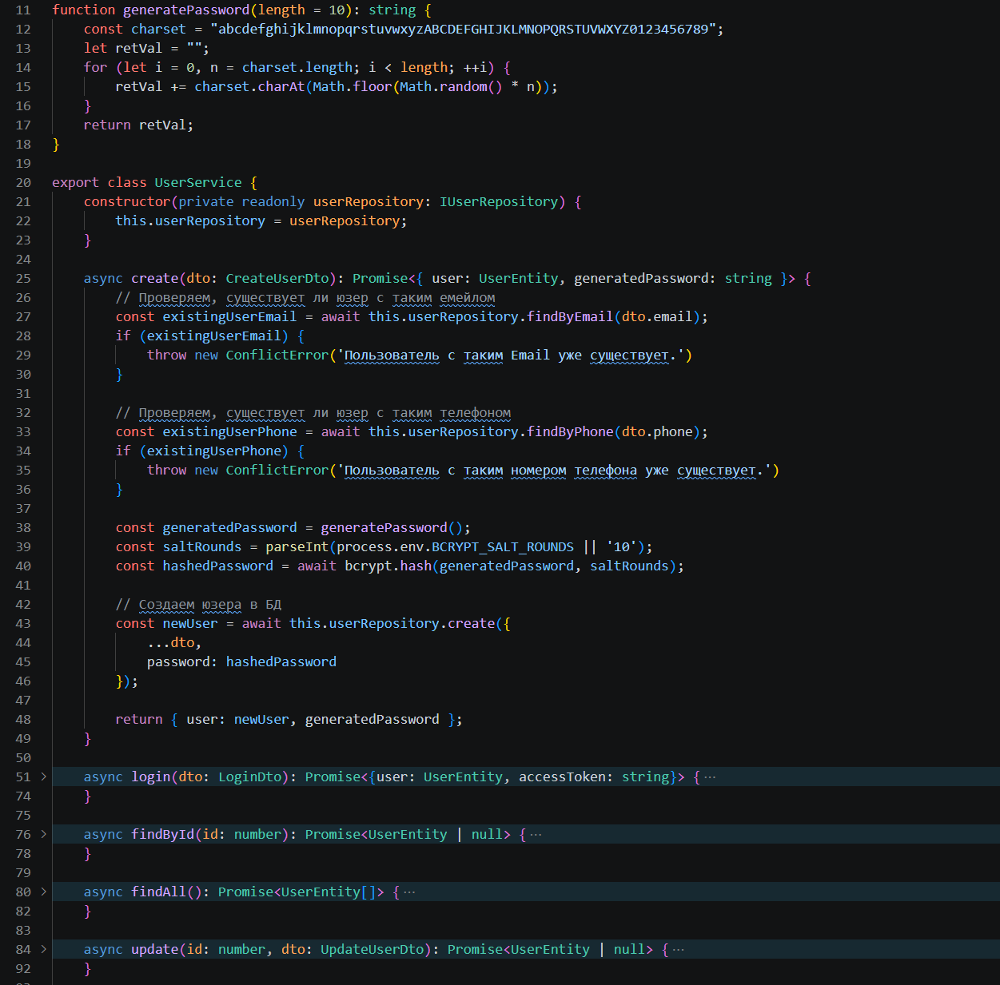 11 function generatePassword(length = 10): string {
12     const charset = "abcdefghijklmnopqrstuvwxyzABCDEFGHIJKLMNOPQRSTUVWXYZ0123456789";
13     let retVal = "";
14     for (let i = 0, n = charset.length; i < length; ++i) {
15         retVal += charset.charAt(Math.floor(Math.random() * n));
16     }
17     return retVal;
18 }
19
20 export class UserService {
21     constructor(private readonly userRepository: IUserRepository) {
22         this.userRepository = userRepository;
23     }
24
25     async create(dto: CreateUserDto): Promise<{ user: UserEntity, generatedPassword: string }> {
26         // Проверяем, существует ли юзер с таким емейлом
27         const existingUserEmail = await this.userRepository.findByEmail(dto.email);
28         if (existingUserEmail) {
29             throw new ConflictError('Пользователь с таким Email уже существует.')
30         }
31
32         // Проверяем, существует ли юзер с таким телефоном
33         const existingUserPhone = await this.userRepository.findByPhone(dto.phone);
34         if (existingUserPhone) {
35             throw new ConflictError('Пользователь с таким номером телефона уже существует.')
36         }
37
38         const generatedPassword = generatePassword();
39         const saltRounds = parseInt(process.env.BCRYPT_SALT_ROUNDS || '10');
40         const hashedPassword = await bcrypt.hash(generatedPassword, saltRounds);
41
42         // Создаем юзера в БД
43         const newUser = await this.userRepository.create({
44             ...dto,
45             password: hashedPassword
46         });
47
48         return { user: newUser, generatedPassword };
49     }
50
51 >   async login(dto: LoginDto): Promise<{user: UserEntity, accessToken: string}> { ···
74     }
75
76 >   async findById(id: number): Promise<UserEntity | null> { ···
78     }
79
80 >   async findAll(): Promise<UserEntity[]> { ···
82     }
83
84 >   async update(id: number, dto: UpdateUserDto): Promise<UserEntity | null> { ···
92     }